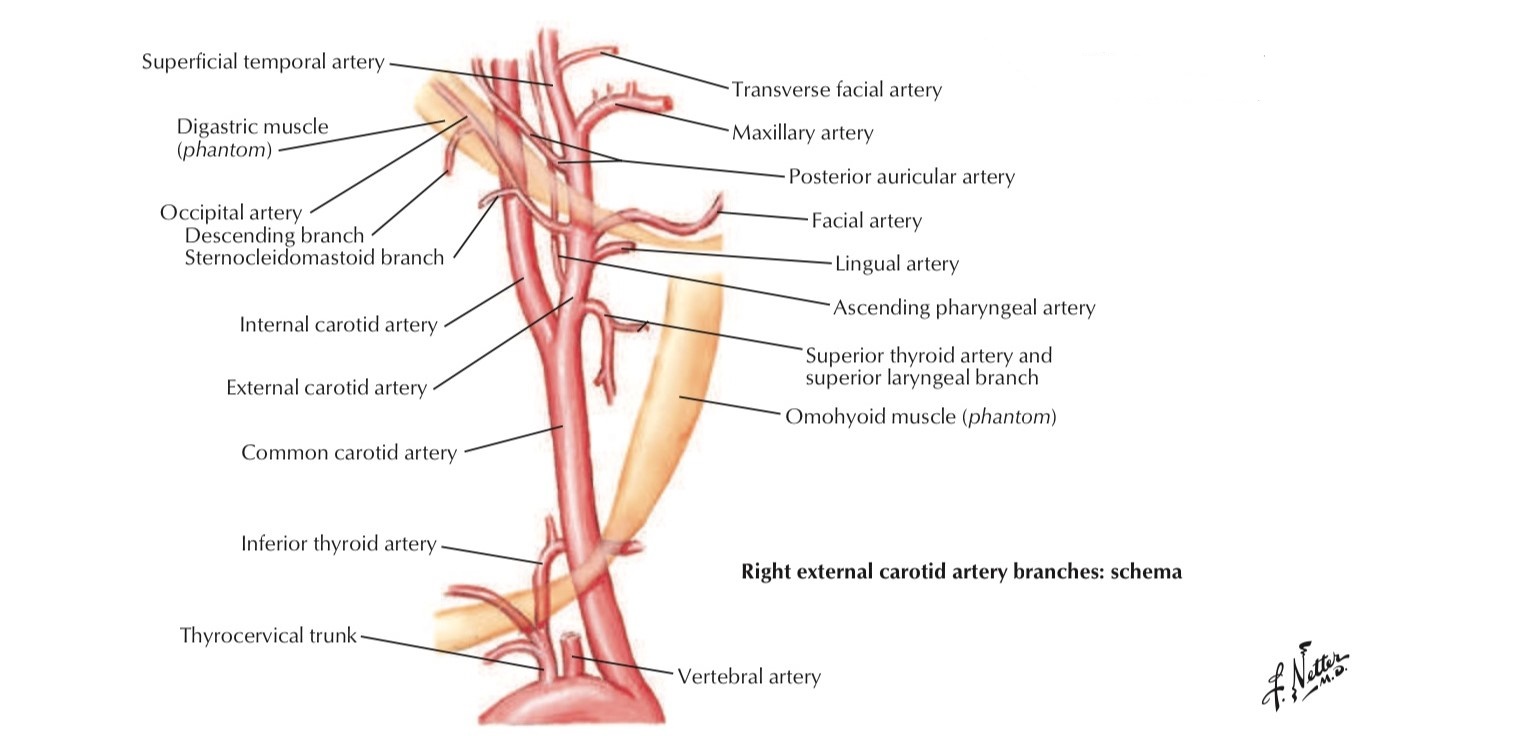 Superficial temporal artery
Transverse facial artery
Digastric muscle
(phantom)
Maxillary artery
Posterior auricular artery
Occipital artery
Descending branch
Sternocleidomastoid branch
Facial artery
Lingual artery
Ascending pharyngeal artery
Internal carotid artery
Superior thyroid artery and
superior laryngeal branch
External carotid artery
Omohyoid muscle (phantom)
Common carotid artery
Inferior thyroid artery
Right external carotid artery branches: schema
Thyrocervical trunk
Vertebral artery
F. Netter
M.D.